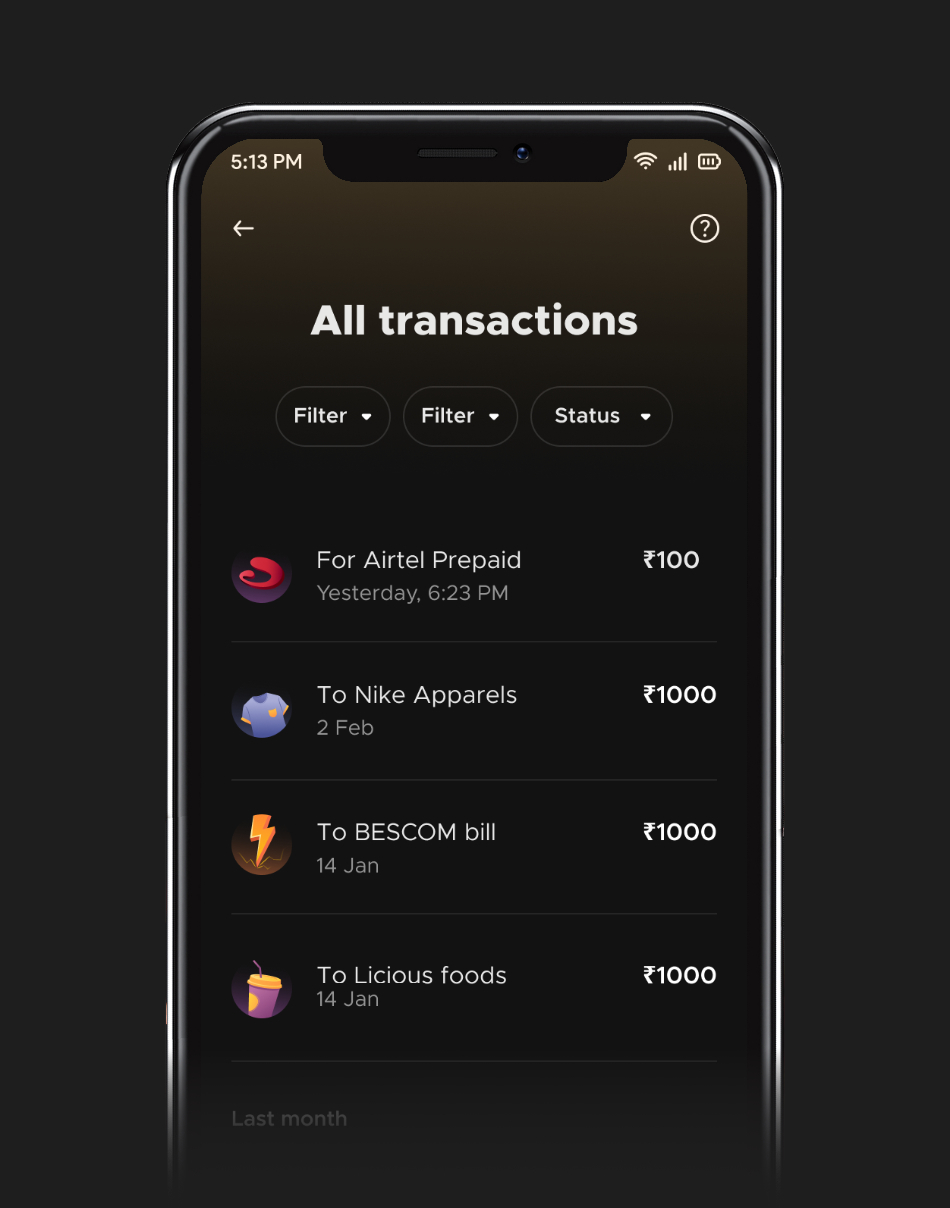 5:13 PM
All transactions
Filter
Filter
Status
For Airtel Prepaid
₹100
Yesterday, 6:23 PM
To Nike Apparels
₹1000
2 Feb
To BESCOM bill
₹1000
14 Jan
To Licious foods
₹1000
14 Jan
Last month